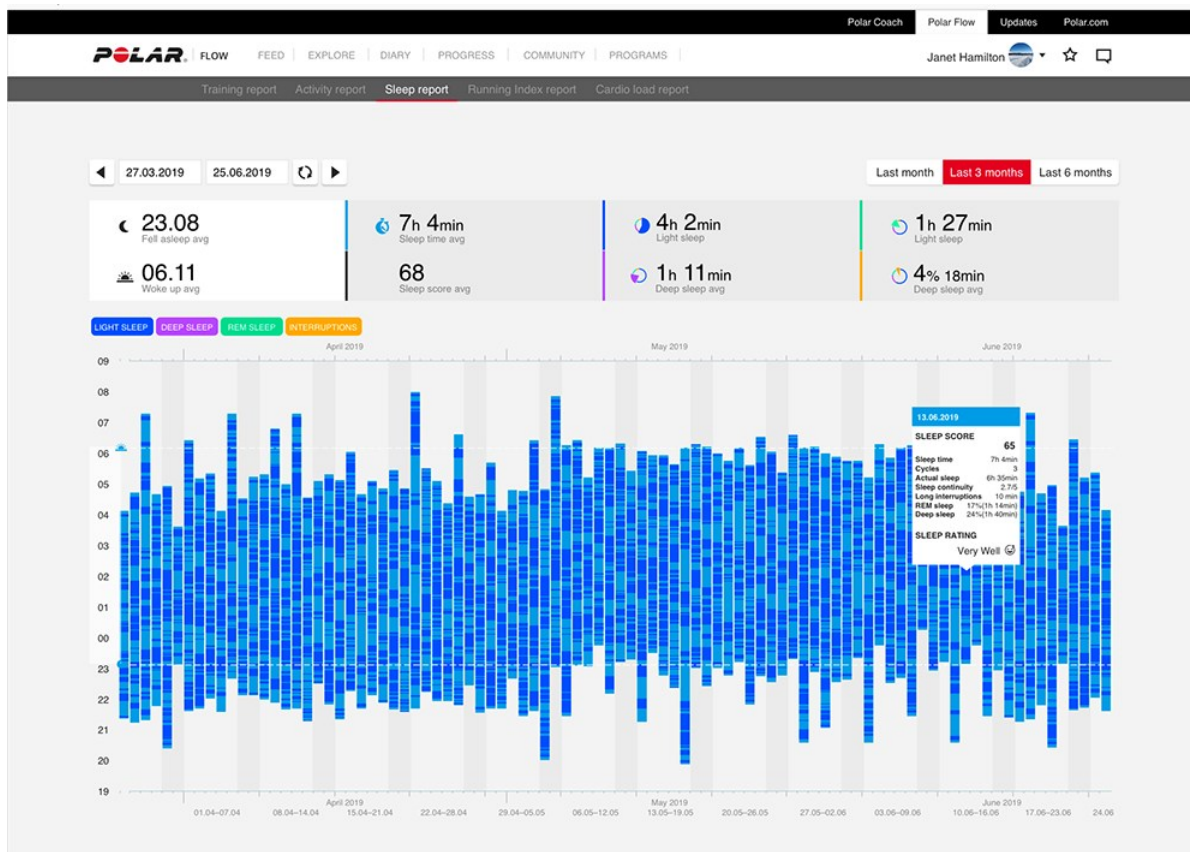 Polar Coach Polar Flow Updates Polar.com
POLAR. FLOW FEED EXPLORE DIARY PROGRESS COMMUNITY PROGRAMS Janet Hamilton
Training report Activity report Sleep report Running Index report Cardio load report
27.03.2019 25.06.2019 Last month Last 3 months Last 6 months
23.08
Fell asleep avg
06.11
Woke up avg
7h 4min
Sleep time avg
68
Sleep score avg
4h 2min
Light sleep
1h 11min
Deep sleep avg
1h 27min
Light sleep
4% 18min
Deep sleep avg
LIGHT SLEEP DEEP SLEEP REM SLEEP INTERRUPTIONS
April 2019 May 2019 June 2019
09
08
07
06
05
04
03
02
01
00
23
22
21
20
19
13.06.2019
SLEEP SCORE
65
Sleep time 7h 4min
Cycles 3
Actual sleep 6h 35min
Sleep continuity 2.7/5
Long interruptions 10 min
REM sleep 17%(1h 14min)
Deep sleep 24%(1h 40min)
SLEEP RATING
Very Well
April 2019 May 2019 June 2019
01.04–07.04 08.04–14.04 15.04–21.04 22.04–28.04 29.04–05.05 06.05–12.05 13.05–19.05 20.05–26.05 27.05–02.06 03.06–09.06 10.06–16.06 17.06–23.06 24.06